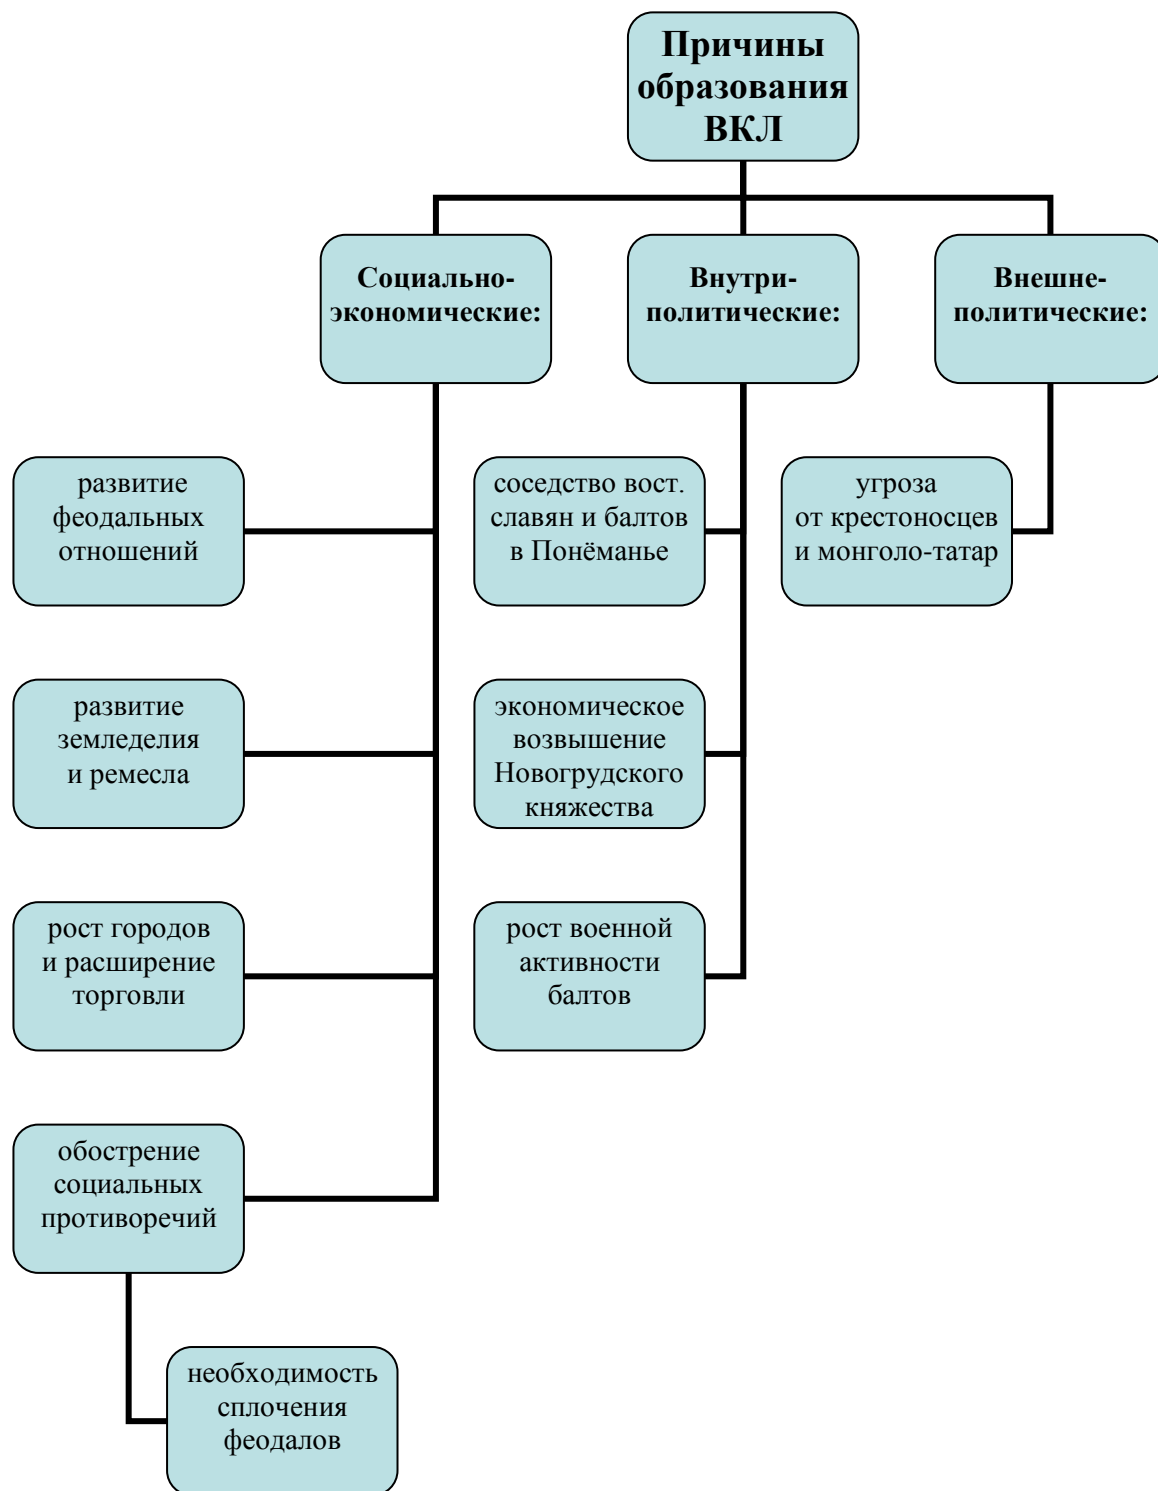 Причины
образования
ВКЛ
Социально-
экономические:
Внутри-
политические:
Внешне-
политические:
развитие
феодальных
отношений
соседство вост.
славян и балтов
в Понёманье
угроза
от крестоносцев
и монголо-татар
развитие
земледелия
и ремесла
экономическое
возвышение
Новогрудского
княжества
рост городов
и расширение
торговли
рост военной
активности
балтов
обострение
социальных
противоречий
необходимость
сплочения
феодалов